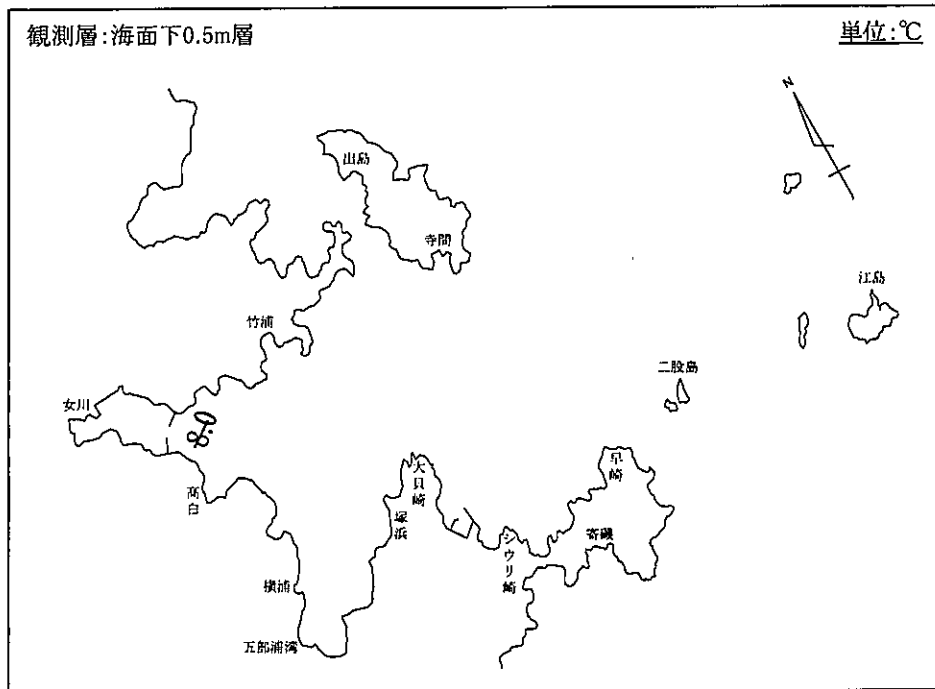 観測層:海面下0.5m層
単位:℃
N
出島
寺間
江島
竹浦
二股島
女川
大貝崎
早崎
高白
塚浜
寄磯
シウリ崎
横浦
五部浦湾